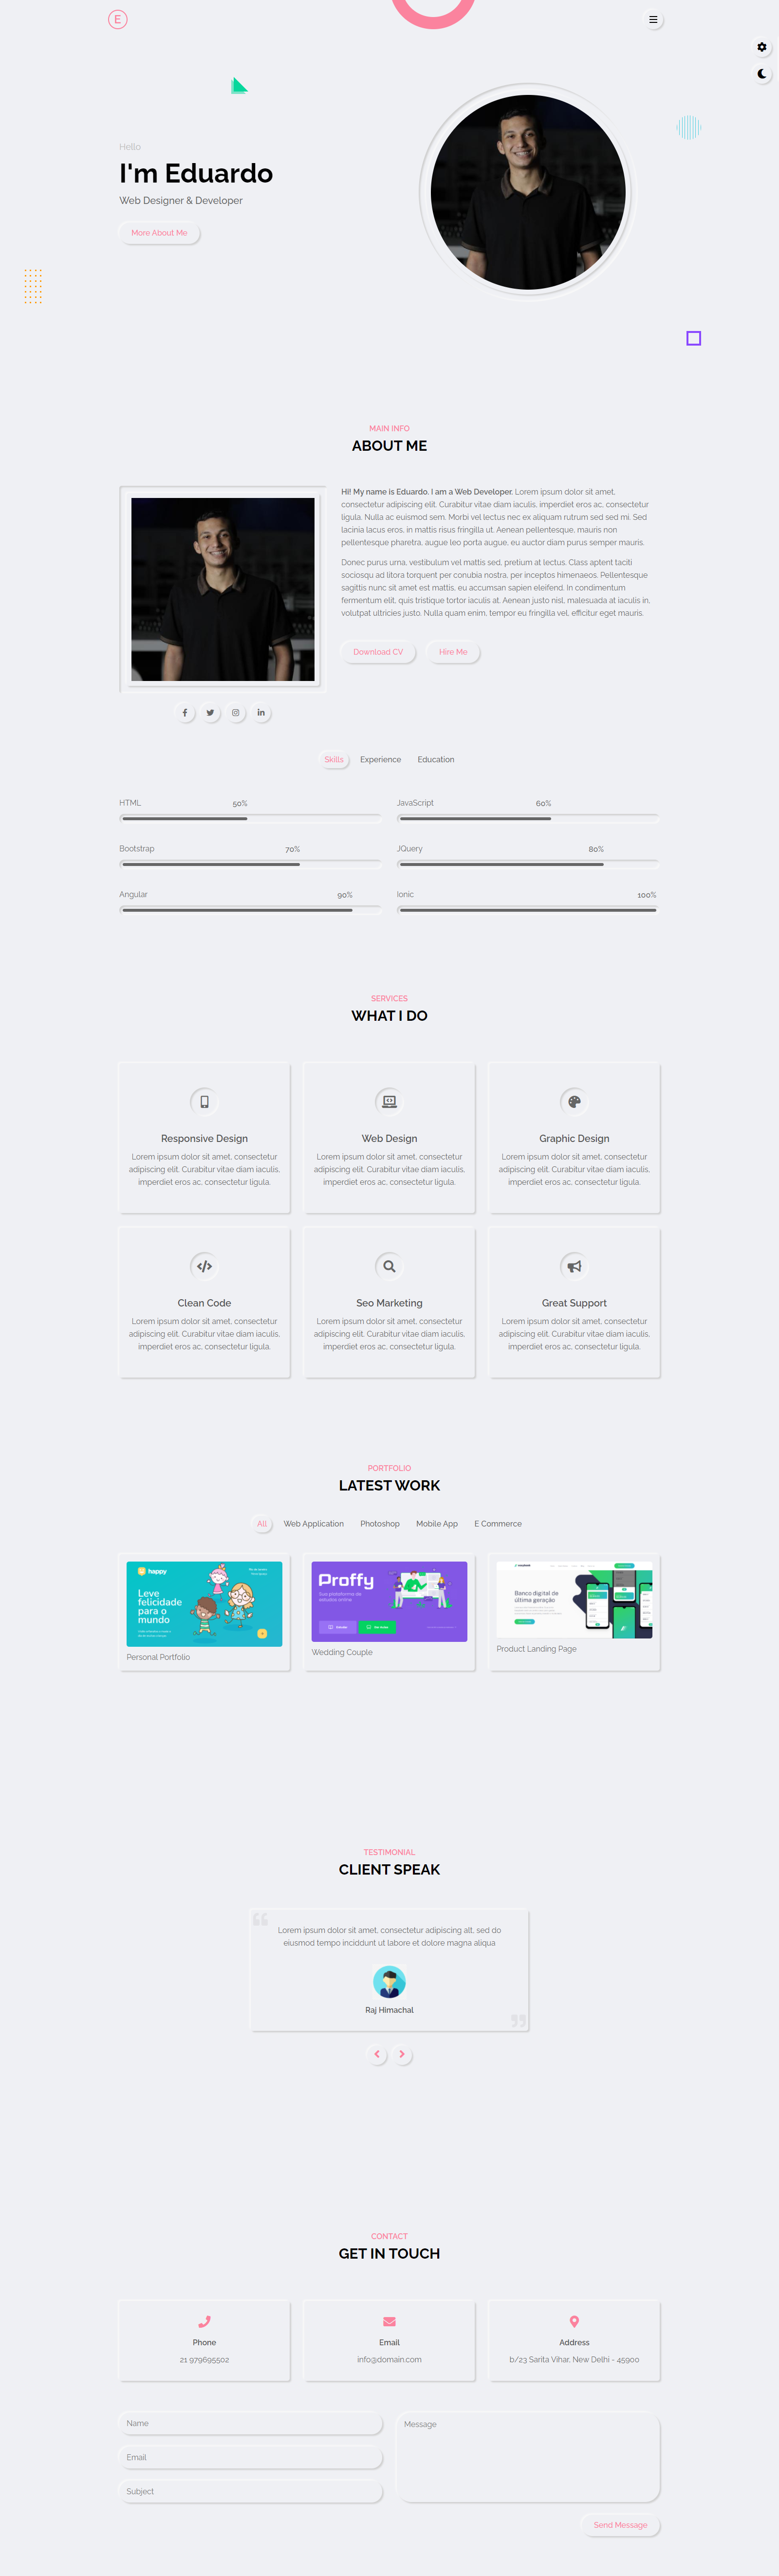 E
Hello
I'm Eduardo
Web Designer & Developer
More About Me
MAIN INFO
ABOUT ME
Hi! My name is Eduardo. I am a Web Developer. Lorem ipsum dolor sit amet,
consectetur adipiscing elit. Curabitur vitae diam iaculis, imperdiet eros ac, consectetur
ligula. Nulla ac euismod sem. Morbi vel lectus nec ex aliquam rutrum sed sed mi. Sed
lacinia lacus eros, in mattis risus fringilla ut. Aenean pellentesque, mauris non
pellentesque pharetra, augue leo porta augue, eu auctor diam purus semper mauris.
Donec purus urna, vestibulum vel mattis sed, pretium at lectus. Class aptent taciti
sociosqu ad litora torquent per conubia nostra, per inceptos himenaeos. Pellentesque
sagittis nunc sit amet est mattis, eu accumsan sapien eleifend. In condimentum
fermentum elit, quis tristique tortor iaculis at. Aenean justo nisl, malesuada at iaculis in,
volutpat ultricies justo. Nulla quam enim, tempor eu fringilla vel, efficitur eget mauris.
Download CV
Hire Me
Skills
Experience
Education
HTML
50%
JavaScript
60%
Bootstrap
70%
JQuery
80%
Angular
90%
Ionic
100%
SERVICES
WHAT I DO
Responsive Design
Lorem ipsum dolor sit amet, consectetur
adipiscing elit. Curabitur vitae diam iaculis,
imperdiet eros ac, consectetur ligula.
Web Design
Lorem ipsum dolor sit amet, consectetur
adipiscing elit. Curabitur vitae diam iaculis,
imperdiet eros ac, consectetur ligula.
Graphic Design
Lorem ipsum dolor sit amet, consectetur
adipiscing elit. Curabitur vitae diam iaculis,
imperdiet eros ac, consectetur ligula.
Clean Code
Lorem ipsum dolor sit amet, consectetur
adipiscing elit. Curabitur vitae diam iaculis,
imperdiet eros ac, consectetur ligula.
Seo Marketing
Lorem ipsum dolor sit amet, consectetur
adipiscing elit. Curabitur vitae diam iaculis,
imperdiet eros ac, consectetur ligula.
Great Support
Lorem ipsum dolor sit amet, consectetur
adipiscing elit. Curabitur vitae diam iaculis,
imperdiet eros ac, consectetur ligula.
PORTFOLIO
LATEST WORK
All
Web Application
Photoshop
Mobile App
E Commerce
happy
Leve
felicidade
para o
mundo
Personal Portfolio
Proffy
Sua plataforma de
estudos online
Wedding Couple
Banco digital de
última geração
Product Landing Page
TESTIMONIAL
CLIENT SPEAK
Lorem ipsum dolor sit amet, consectetur adipiscing alit, sed do
eiusmod tempo inciddunt ut labore et dolore magna aliqua
Raj Himachal
CONTACT
GET IN TOUCH
Phone
21 979695502
Email
info@domain.com
Address
b/23 Sarita Vihar, New Delhi - 45900
Name
Email
Subject
Message
Send Message